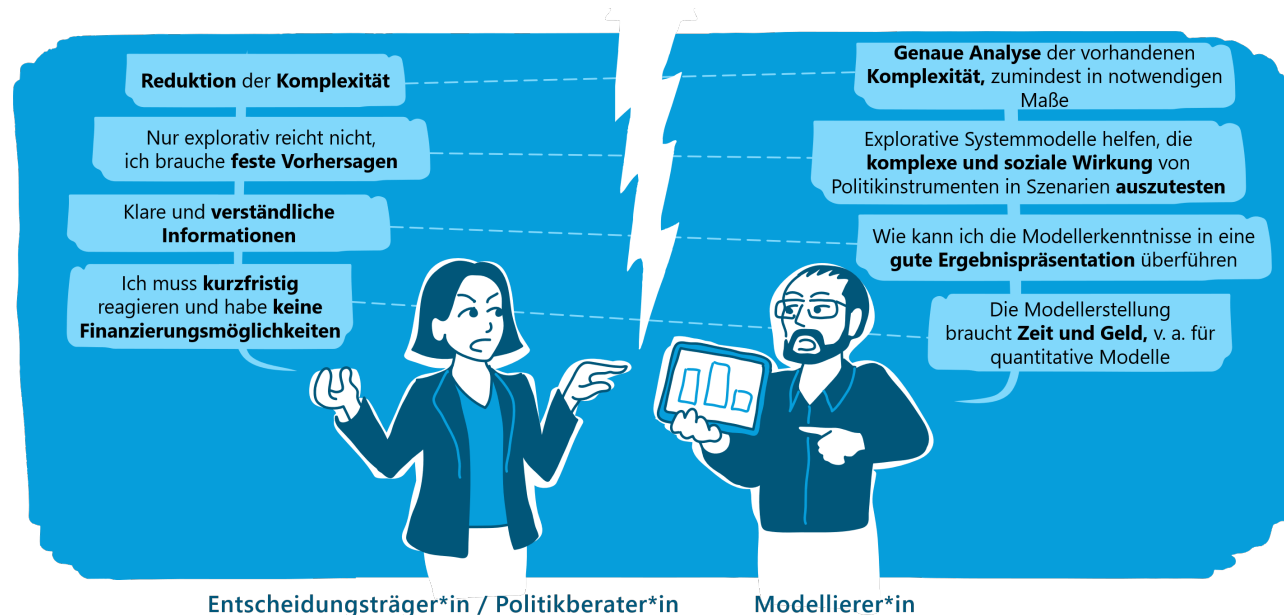 Reduktion der Komplexität
Nur explorativ reicht nicht,
ich brauche feste Vorhersagen
Klare und verständliche
Informationen
Ich muss kurzfristig
reagieren und habe keine
Finanzierungsmöglichkeiten
Genaue Analyse der vorhandenen
Komplexität, zumindest in notwendigen
Maße
Explorative Systemmodelle helfen, die
komplexe und soziale Wirkung von
Politikinstrumenten in Szenarien auszutesten
Wie kann ich die Modellerkenntnisse in eine
gute Ergebnispräsentation überführen
Die Modellerstellung
braucht Zeit und Geld, v. a. für
quantitative Modelle
Entscheidungsträger*in / Politikberater*in
Modellierer*in